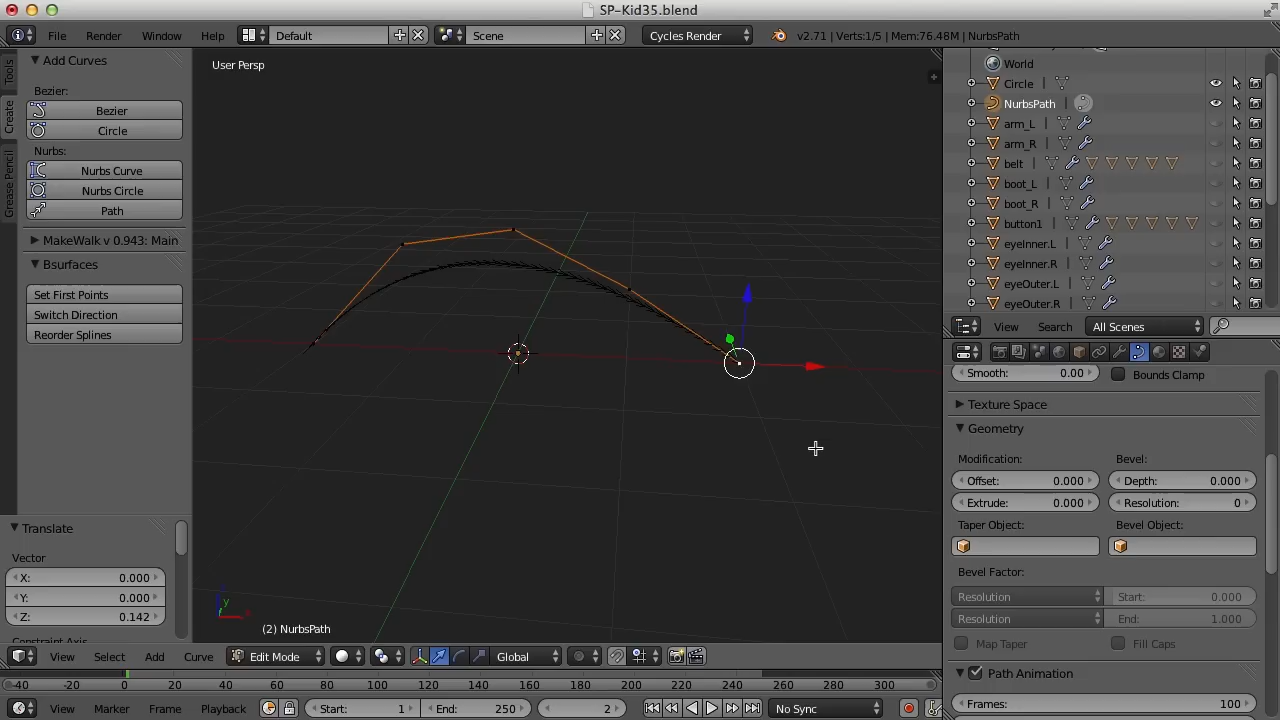 SP-Kid35.blend
File Render Window Help Default Scene Cycles Render v2.71 | Verts:1/5 | Mem:76.48M | NurbsPath
Tools
Create
Grease Pencil
Add Curves
Bezier:
Bezier
Circle
Nurbs:
Nurbs Curve
Nurbs Circle
Path
MakeWalk v 0.943: Main
Bsurfaces
Set First Points
Switch Direction
Reorder Splines
Translate
Vector
X: 0.000
Y: 0.000
Z: 0.142
Constraint Axis
User Persp
y
(2) NurbsPath
World
Circle
NurbsPath
arm_L
arm_R
belt
boot_L
boot_R
button1
eyeInner.L
eyeInner.R
eyeOuter.L
eyeOuter.R
View Search All Scenes
Smooth: 0.00 Bounds Clamp
Texture Space
Geometry
Modification: Bevel:
Offset: 0.000 Depth: 0.000
Extrude: 0.000 Resolution: 0
Taper Object: Bevel Object:
Bevel Factor:
Resolution Start: 0.000
Resolution End: 1.000
Map Taper Fill Caps
Path Animation
Frames: 100
View Select Add Curve Edit Mode Global
-40 -20 0 20 40 60 80 100 120 140 160 180 200 220 240 260 280 300
View Marker Frame Playback Start: 1 End: 250 2 No Sync